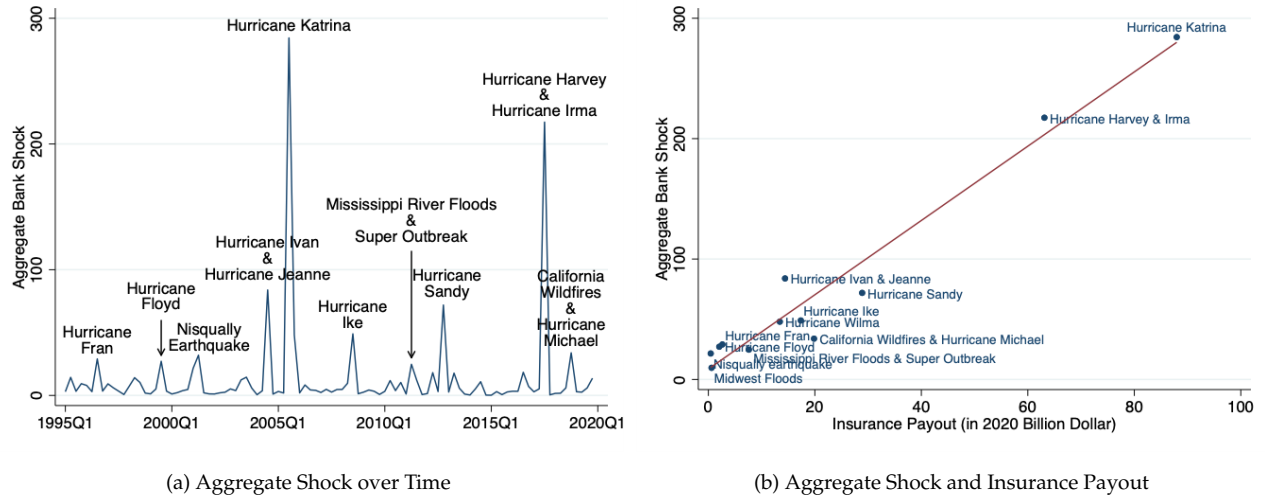 Aggregate Bank Shock
300
200
100
0
Hurricane Katrina
Hurricane Harvey
&
Hurricane Irma
Mississippi River Floods
&
Super Outbreak
Hurricane Ivan
&
Hurricane Jeanne
Hurricane
Sandy
California
Wildfires
&
Hurricane
Michael
Hurricane
Floyd
Hurricane
Ike
Hurricane
Fran
Nisqually
Earthquake
1995Q1 2000Q1 2005Q1 2010Q1 2015Q1 2020Q1
(a) Aggregate Shock over Time
Aggregate Bank Shock
300
200
100
0
Hurricane Katrina
Hurricane Harvey & Irma
Hurricane Ivan & Jeanne
Hurricane Sandy
Hurricane Ike
Hurricane Wilma
Hurricane Fran
California Wildfires & Hurricane Michael
Hurricane Floyd
Mississippi River Floods & Super Outbreak
Nisqually earthquake
Midwest Floods
0 20 40 60 80 100
Insurance Payout (in 2020 Billion Dollar)
(b) Aggregate Shock and Insurance Payout